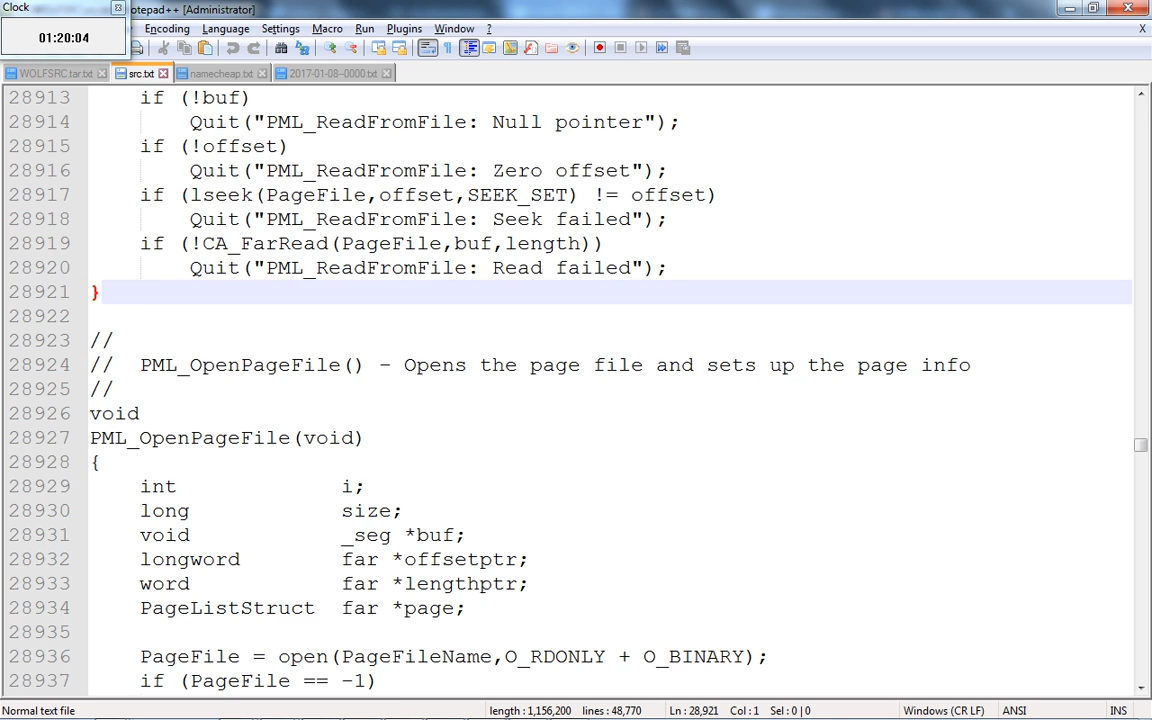 Clock
otepad++ [Administrator]
01:20:04
Encoding Language Settings Macro Run Plugins Window ?
X
WOLFSRC.tar.txt src.txt namecheap.txt 2017-01-08--0000.txt
28913 if (!buf)
28914 Quit("PML_ReadFromFile: Null pointer");
28915 if (!offset)
28916 Quit("PML_ReadFromFile: Zero offset");
28917 if (lseek(PageFile,offset,SEEK_SET) != offset)
28918 Quit("PML_ReadFromFile: Seek failed");
28919 if (!CA_FarRead(PageFile,buf,length))
28920 Quit("PML_ReadFromFile: Read failed");
28921 }
28922
28923 //
28924 // PML_OpenPageFile() - Opens the page file and sets up the page info
28925 //
28926 void
28927 PML_OpenPageFile(void)
28928 {
28929 int i;
28930 long size;
28931 void _seg *buf;
28932 longword far *offsetptr;
28933 word far *lengthptr;
28934 PageListStruct far *page;
28935
28936 PageFile = open(PageFileName,O_RDONLY + O_BINARY);
28937 if (PageFile == -1)
Normal text file length : 1,156,200 lines : 48,770 Ln : 28,921 Col : 1 Sel : 0 | 0 Windows (CR LF) ANSI INS